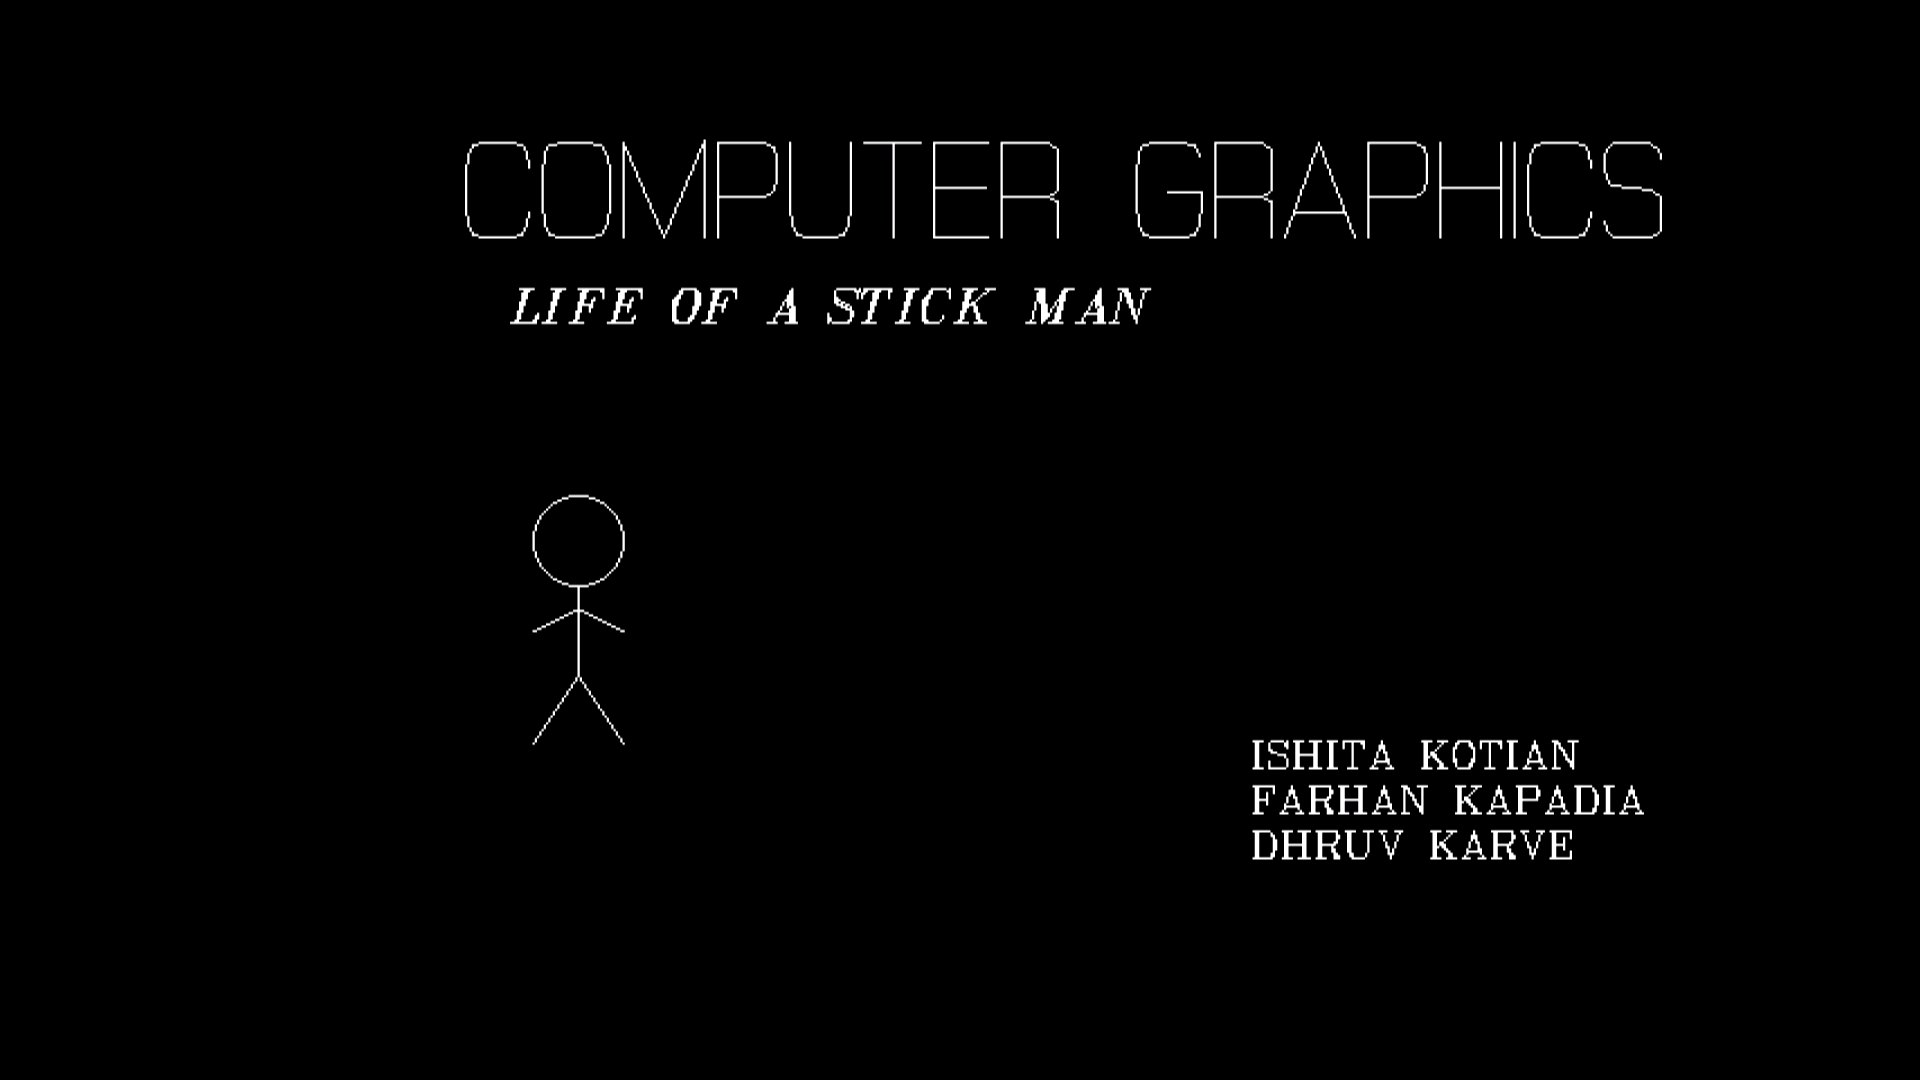 COMPUTER GRAPHICS
LIFE OF A STICK MAN
ISHITA KOTIAN
FARHAN KAPADIA
DHRUV KARVE